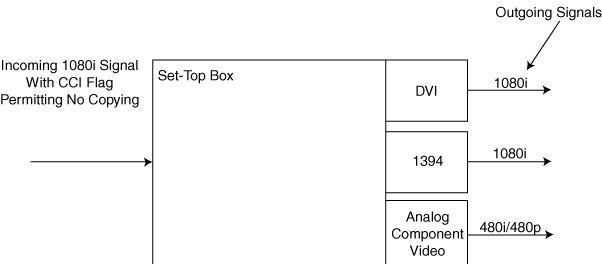 Outgoing Signals
Incoming 1080i Signal
With CCI Flag
Permitting No Copying
Set-Top Box
DVI
1080i
1394
1080i
Analog
Component
Video
480i/480p